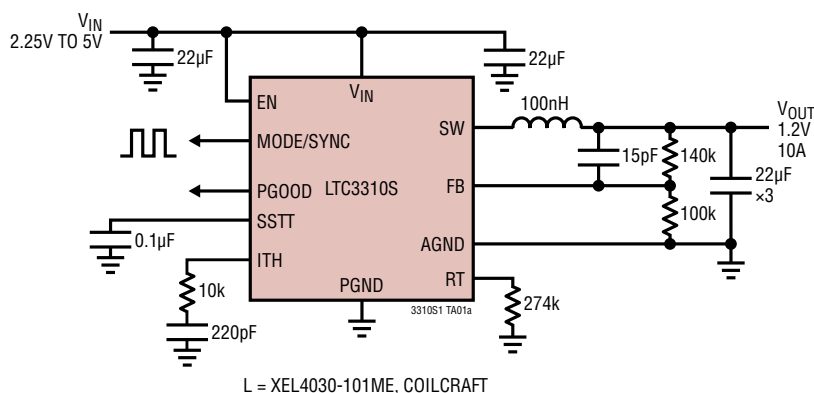 VIN
2.25V TO 5V
22µF
22µF
EN
VIN
MODE/SYNC
PGOOD
SSTT
ITH
PGND
LTC3310S
SW
FB
AGND
RT
100nH
15pF
140k
100k
VOUT
1.2V
10A
22µF
×3
0.1µF
10k
220pF
274k
3310S1 TA01a
L = XEL4030-101ME, COILCRAFT